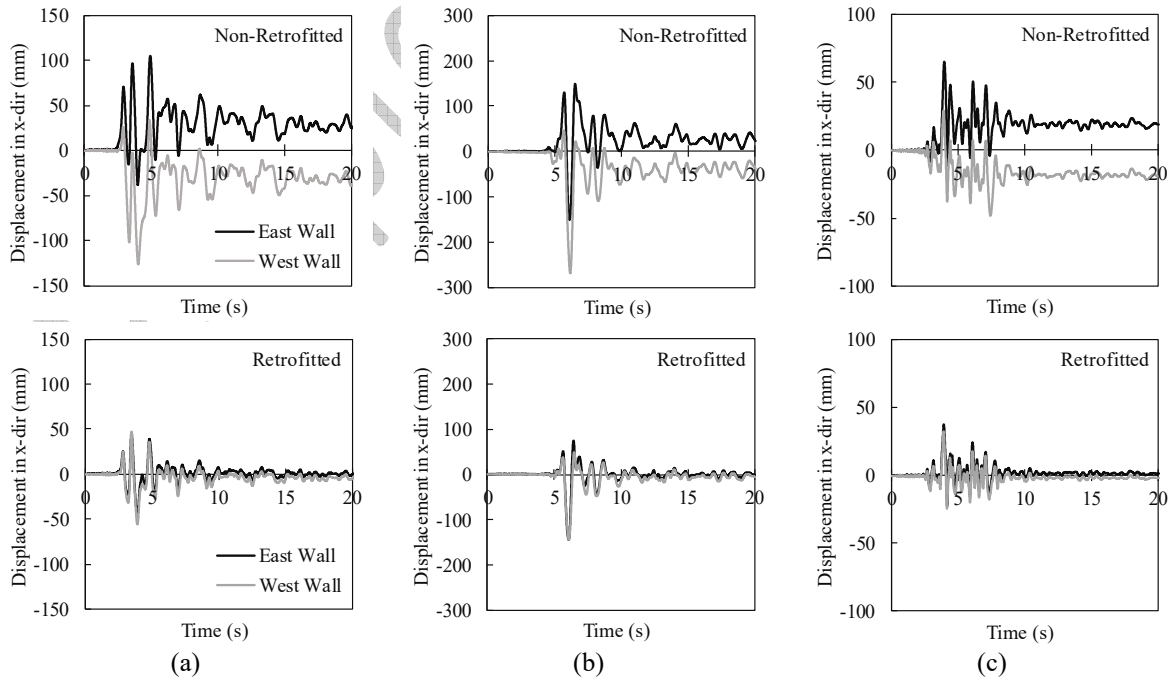 Displacement in x-dir (mm)
150
100
50
0
-50
-100
-150
0
5
10
15
20
Non-Retrofitted
East Wall
West Wall
Time (s)
Displacement in x-dir (mm)
300
200
100
0
-100
-200
-300
0
5
10
15
20
Non-Retrofitted
Time (s)
Displacement in x-dir (mm)
100
50
0
-50
-100
0
5
10
15
20
Non-Retrofitted
Time (s)
Displacement in x-dir (mm)
150
100
50
0
-50
-100
-150
0
5
10
15
20
Retrofitted
East Wall
West Wall
Time (s)
(a)
Displacement in x-dir (mm)
300
200
100
0
-100
-200
-300
0
5
10
15
20
Retrofitted
Time (s)
(b)
Displacement in x-dir (mm)
100
50
0
-50
-100
0
5
10
15
20
Retrofitted
Time (s)
(c)